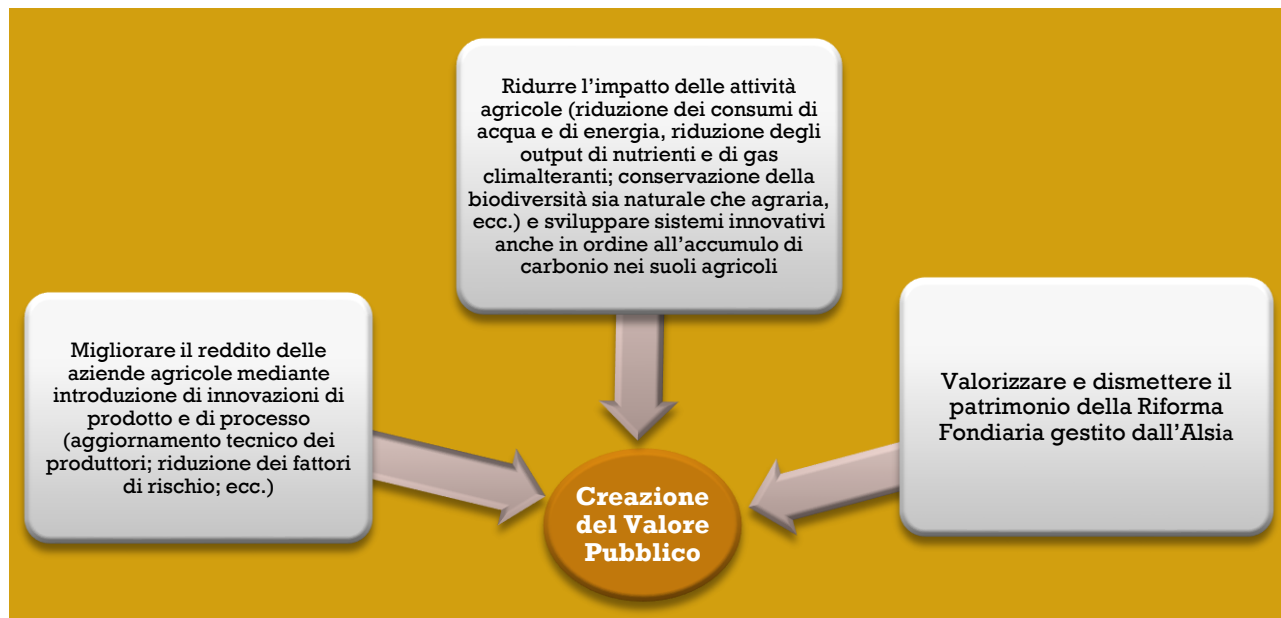 Ridurre l’impatto delle attività
agricole (riduzione dei consumi di
acqua e di energia, riduzione degli
output di nutrienti e di gas
climalteranti; conservazione della
biodiversità sia naturale che agraria,
ecc.) e sviluppare sistemi innovativi
anche in ordine all’accumulo di
carbonio nei suoli agricoli
Migliorare il reddito delle
aziende agricole mediante
introduzione di innovazioni di
prodotto e di processo
(aggiornamento tecnico dei
produttori; riduzione dei fattori
di rischio; ecc.)
Valorizzare e dismettere il
patrimonio della Riforma
Fondiaria gestito dall’Alsia
Creazione
del Valore
Pubblico